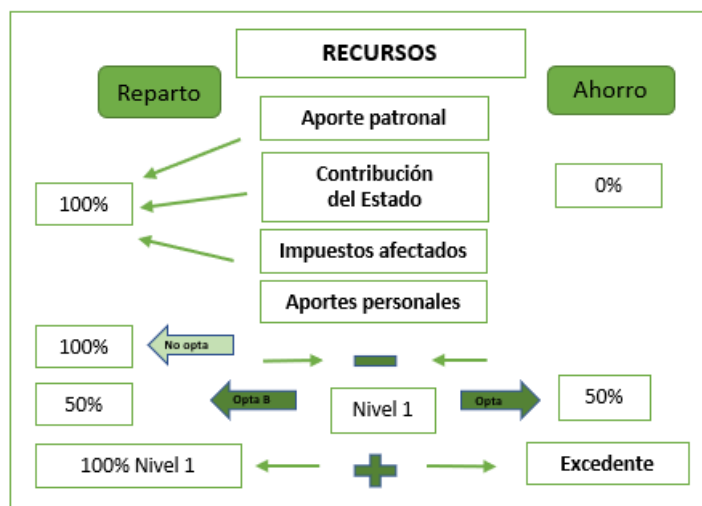 RECURSOS
Reparto
Ahorro
Aporte patronal
Contribución
del Estado
0%
100%
Impuestos afectados
Aportes personales
No opta
100%
Opta B
Opta
50%
Nivel 1
50%
100% Nivel 1
Excedente